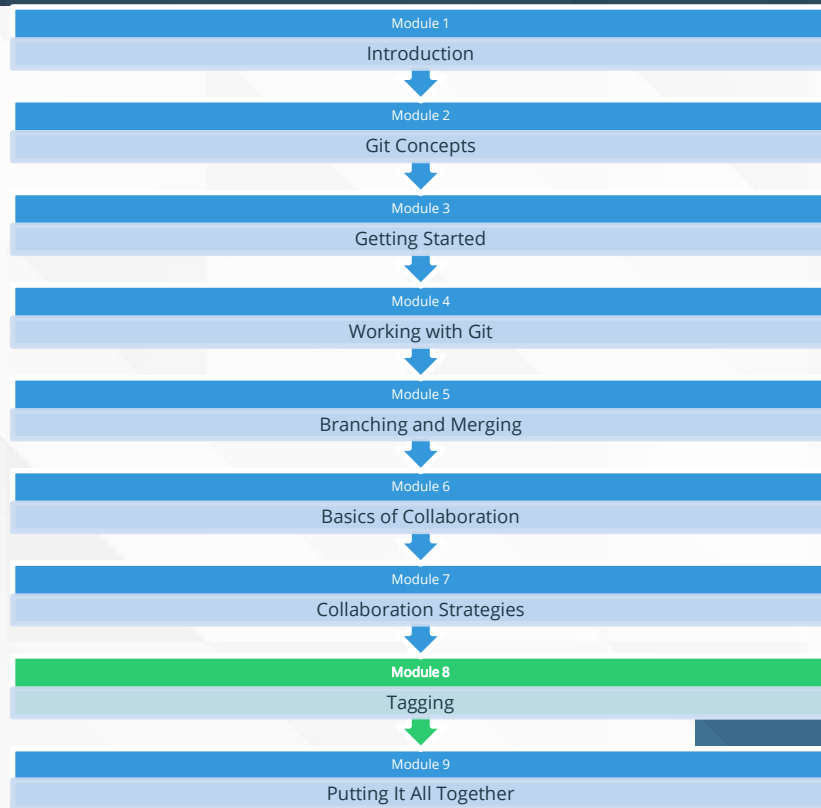 Module 1
Introduction
Module 2
Git Concepts
Module 3
Getting Started
Module 4
Working with Git
Module 5
Branching and Merging
Module 6
Basics of Collaboration
Module 7
Collaboration Strategies
Module 8
Tagging
Module 9
Putting It All Together